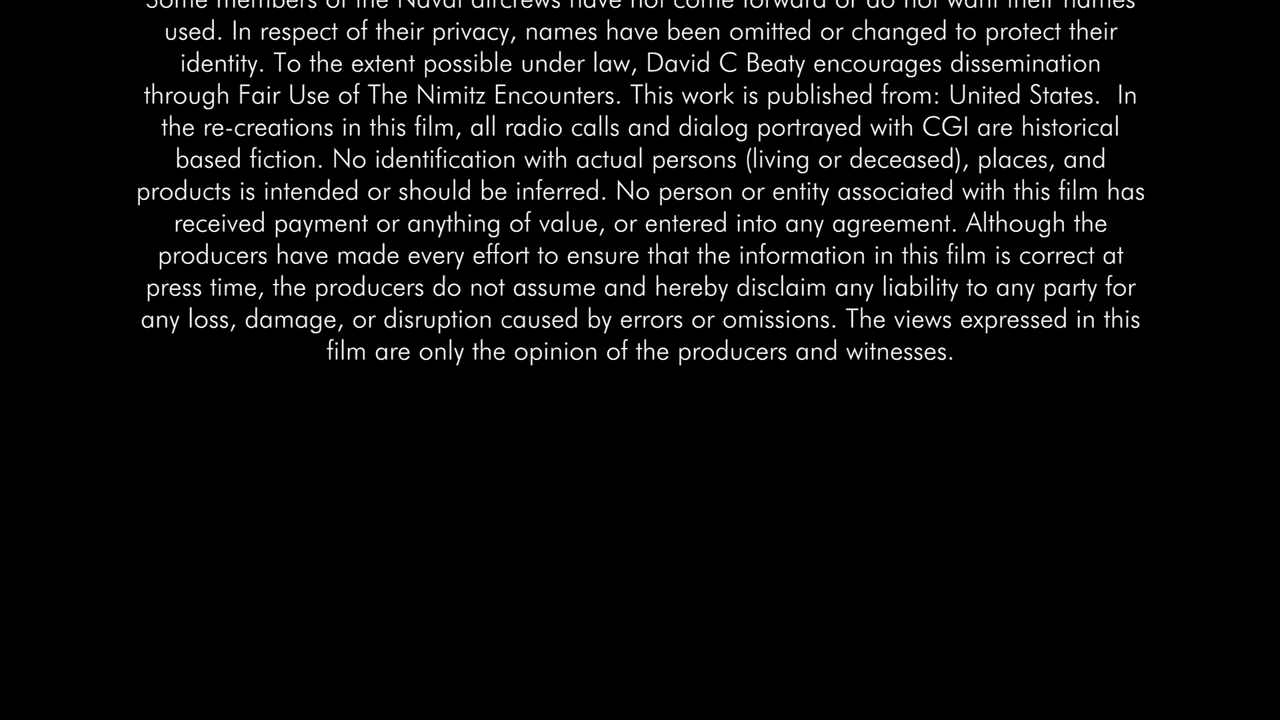 Some members of the Naval aircrews have not come forward or do not want their names
used. In respect of their privacy, names have been omitted or changed to protect their
identity. To the extent possible under law, David C Beaty encourages dissemination
through Fair Use of The Nimitz Encounters. This work is published from: United States.  In
the re-creations in this film, all radio calls and dialog portrayed with CGI are historical
based fiction. No identification with actual persons (living or deceased), places, and
products is intended or should be inferred. No person or entity associated with this film has
received payment or anything of value, or entered into any agreement. Although the
producers have made every effort to ensure that the information in this film is correct at
press time, the producers do not assume and hereby disclaim any liability to any party for
any loss, damage, or disruption caused by errors or omissions. The views expressed in this
film are only the opinion of the producers and witnesses.